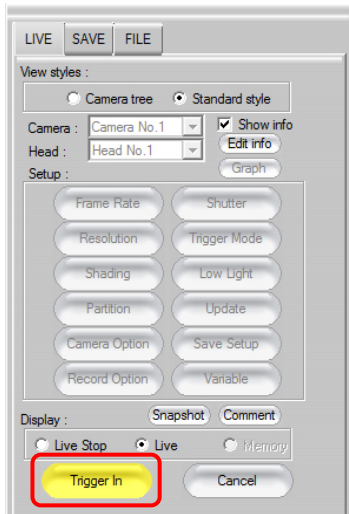 LIVE SAVE FILE
View styles :
Camera tree Standard style
Camera : Camera No.1 Show info
Head : Head No.1 Edit info
Setup : Graph
Frame Rate Shutter
Resolution Trigger Mode
Shading Low Light
Partition Update
Camera Option Save Setup
Record Option Variable
Display : Snapshot Comment
Live Stop Live Memory
Trigger In Cancel